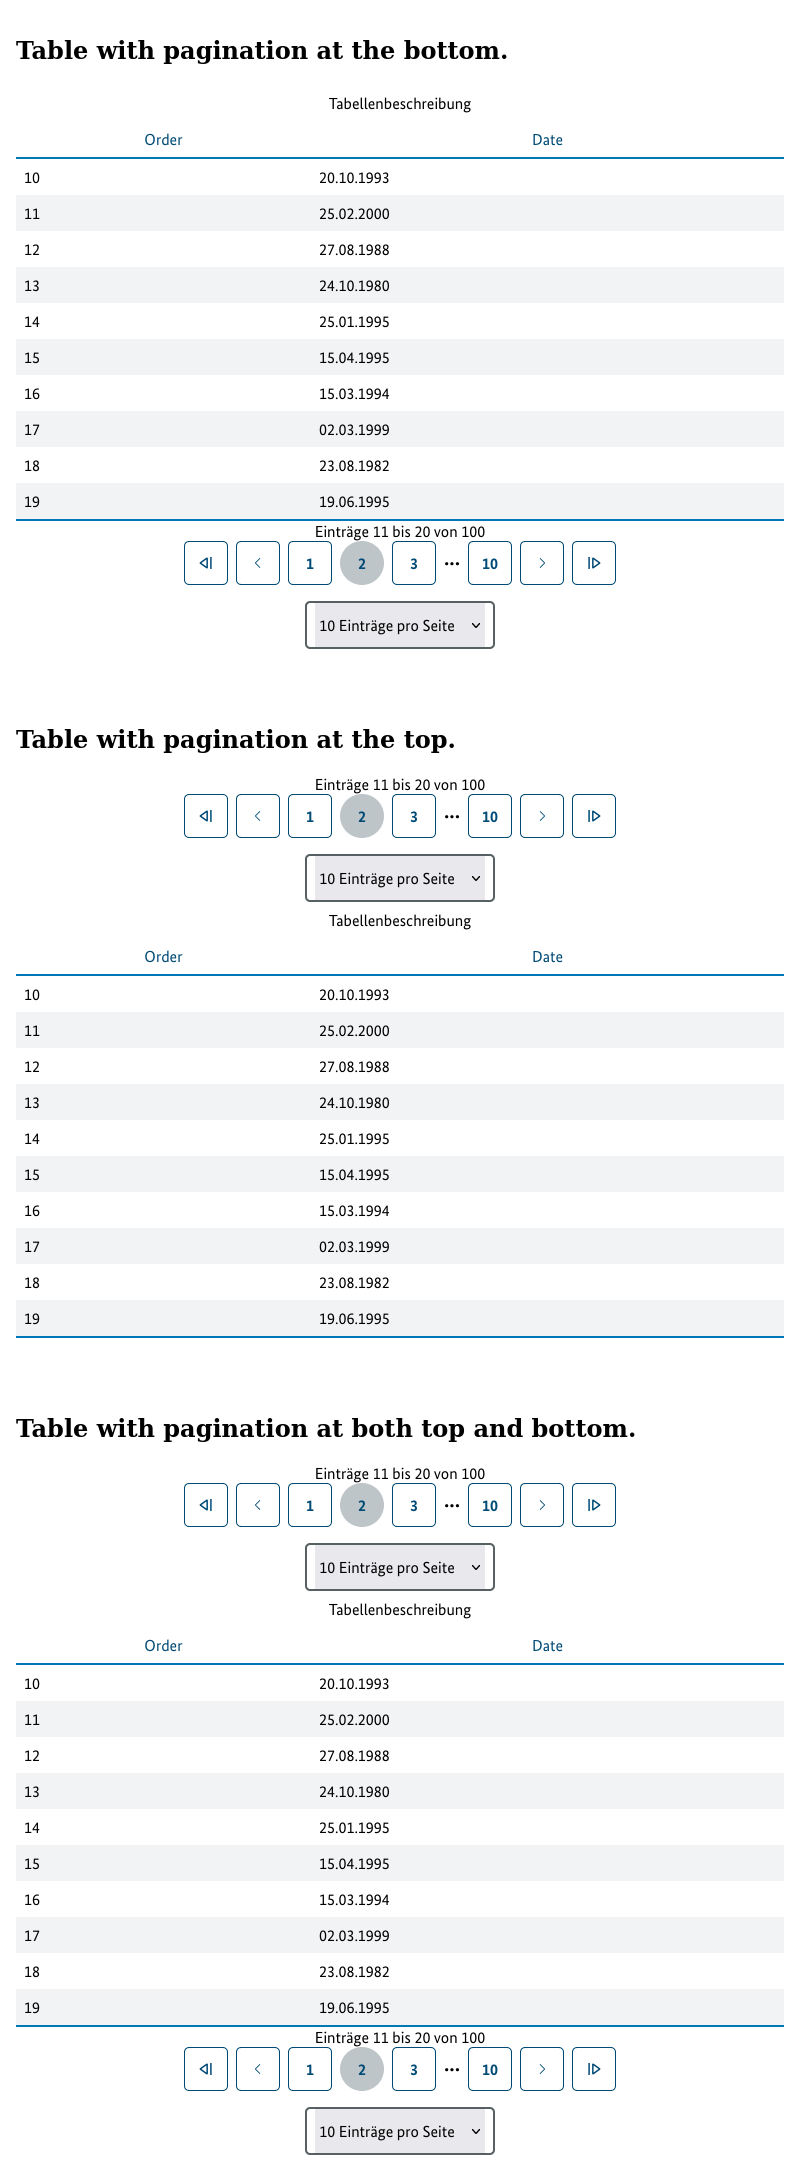 Table with pagination at the bottom.
Tabellenbeschreibung
Order Date
10 20.10.1993
11 25.02.2000
12 27.08.1988
13 24.10.1980
14 25.01.1995
15 15.04.1995
16 15.03.1994
17 02.03.1999
18 23.08.1982
19 19.06.1995
Einträge 11 bis 20 von 100
1 2 3 ••• 10
10 Einträge pro Seite
Table with pagination at the top.
Einträge 11 bis 20 von 100
1 2 3 ••• 10
10 Einträge pro Seite
Tabellenbeschreibung
Order Date
10 20.10.1993
11 25.02.2000
12 27.08.1988
13 24.10.1980
14 25.01.1995
15 15.04.1995
16 15.03.1994
17 02.03.1999
18 23.08.1982
19 19.06.1995
Table with pagination at both top and bottom.
Einträge 11 bis 20 von 100
1 2 3 ••• 10
10 Einträge pro Seite
Tabellenbeschreibung
Order Date
10 20.10.1993
11 25.02.2000
12 27.08.1988
13 24.10.1980
14 25.01.1995
15 15.04.1995
16 15.03.1994
17 02.03.1999
18 23.08.1982
19 19.06.1995
Einträge 11 bis 20 von 100
1 2 3 ••• 10
10 Einträge pro Seite